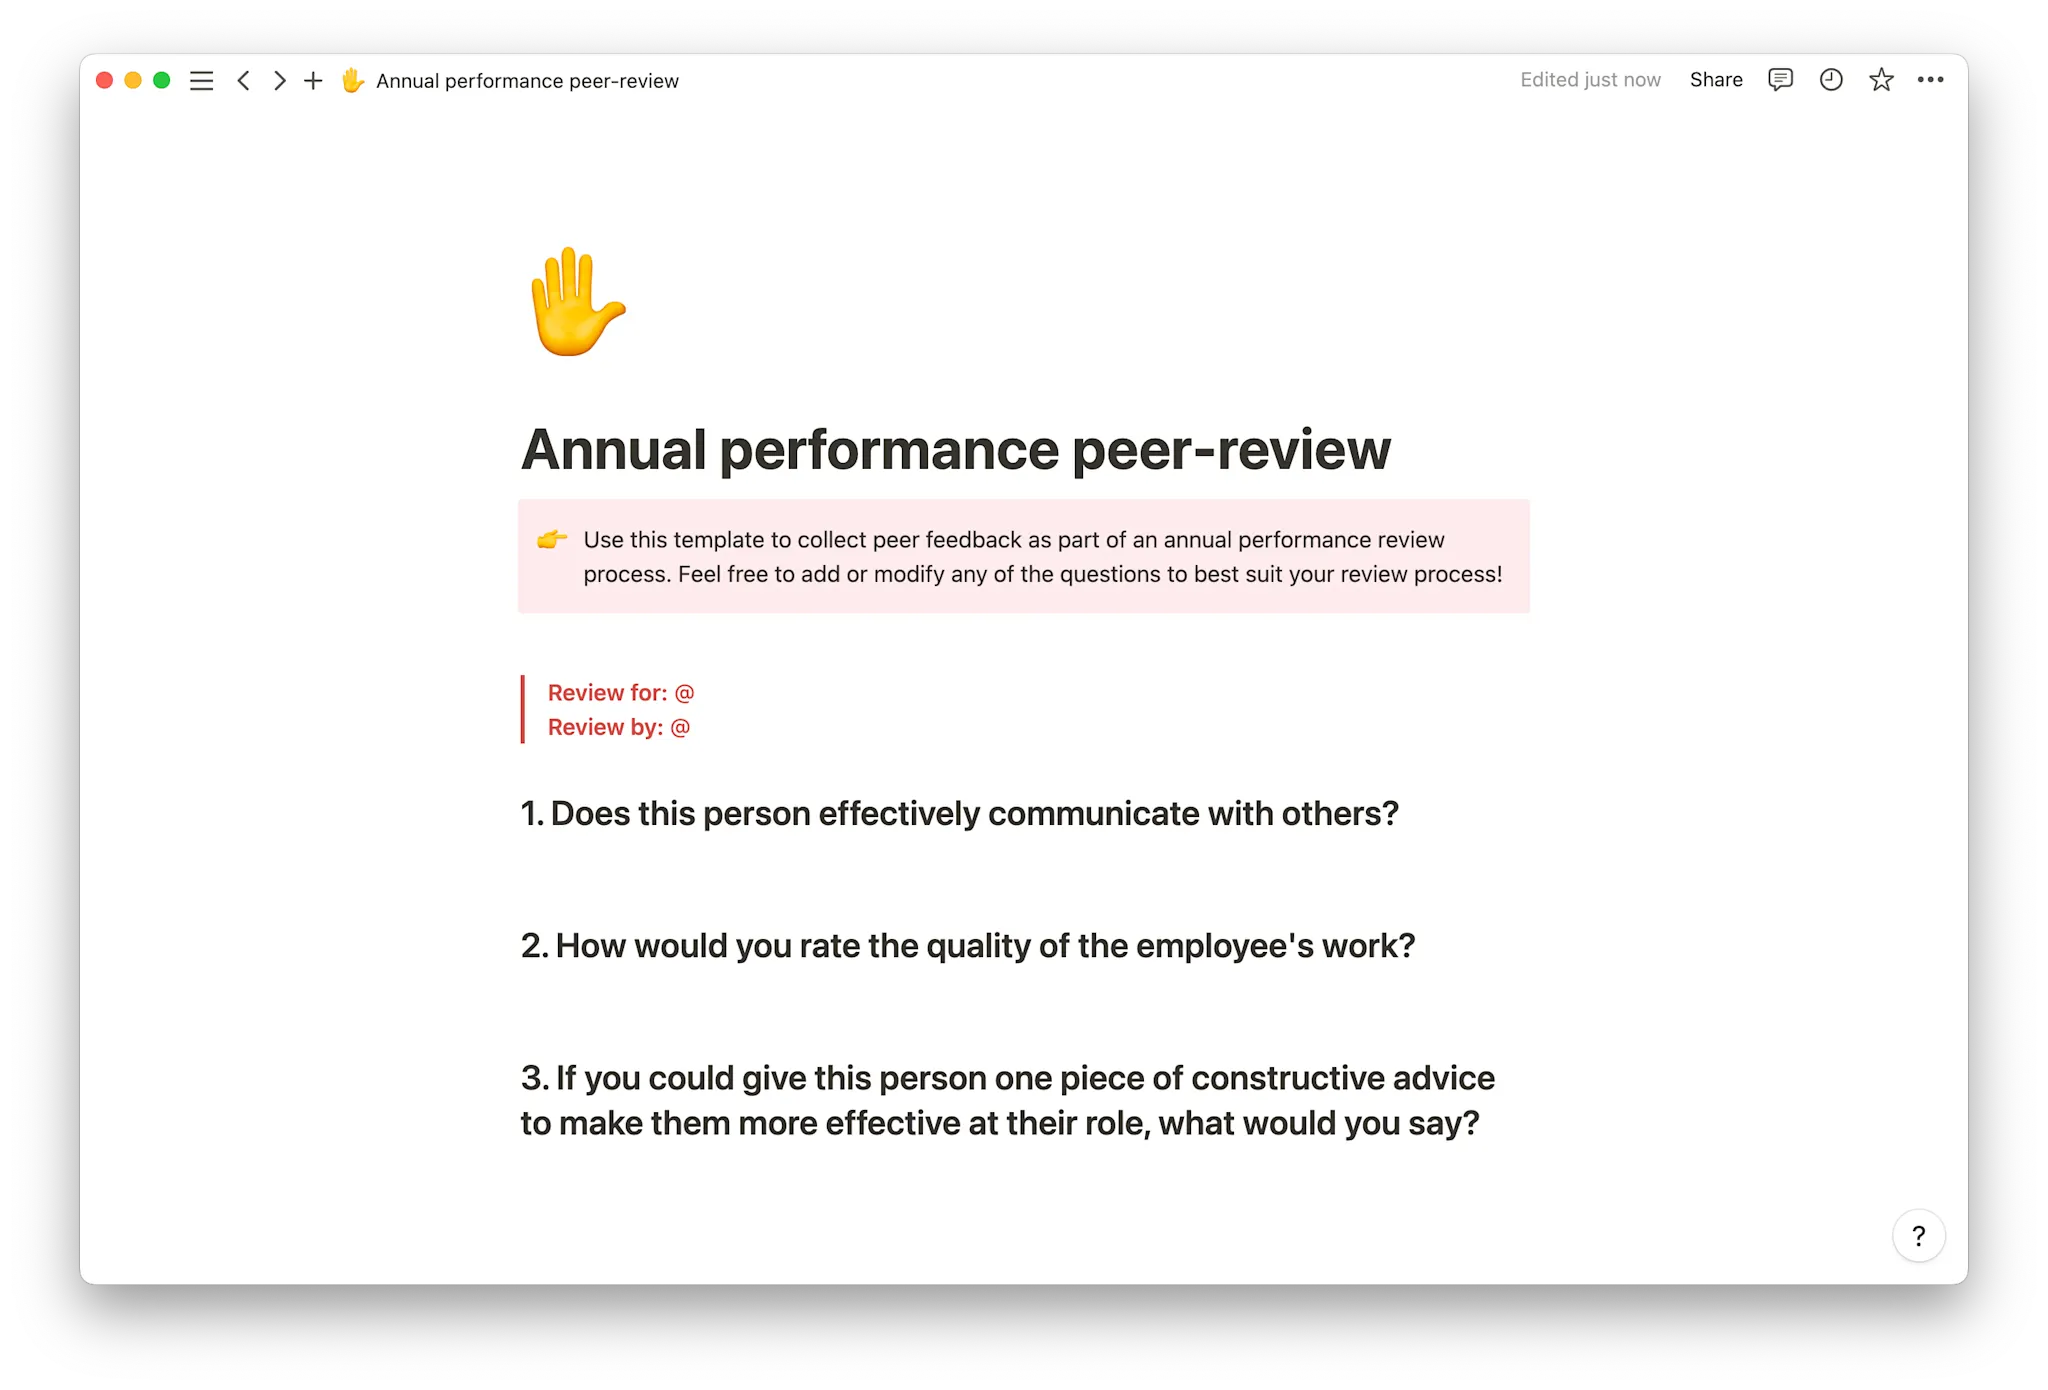 Annual performance peer-review
Edited just now
Share
Annual performance peer-review
Use this template to collect peer feedback as part of an annual performance review
process. Feel free to add or modify any of the questions to best suit your review process!
Review for: @
Review by: @
1. Does this person effectively communicate with others?
2. How would you rate the quality of the employee's work?
3. If you could give this person one piece of constructive advice
to make them more effective at their role, what would you say?
?